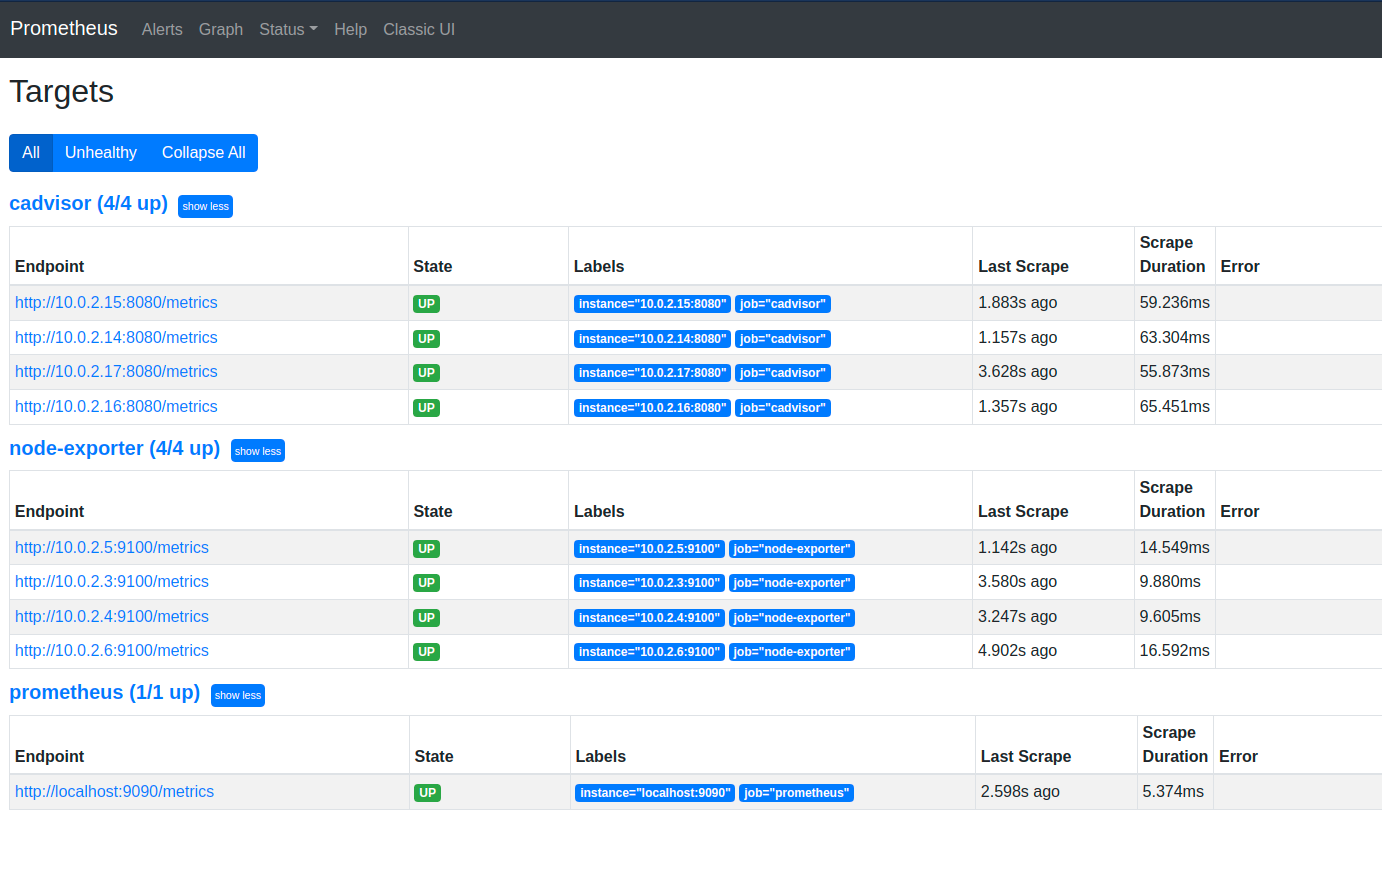 Prometheus Alerts Graph Status Help Classic UI
Targets
All Unhealthy Collapse All
cadvisor (4/4 up) show less
Endpoint State Labels Last Scrape Scrape Duration Error
http://10.0.2.15:8080/metrics UP instance="10.0.2.15:8080" job="cadvisor" 1.883s ago 59.236ms
http://10.0.2.14:8080/metrics UP instance="10.0.2.14:8080" job="cadvisor" 1.157s ago 63.304ms
http://10.0.2.17:8080/metrics UP instance="10.0.2.17:8080" job="cadvisor" 3.628s ago 55.873ms
http://10.0.2.16:8080/metrics UP instance="10.0.2.16:8080" job="cadvisor" 1.357s ago 65.451ms
node-exporter (4/4 up) show less
Endpoint State Labels Last Scrape Scrape Duration Error
http://10.0.2.5:9100/metrics UP instance="10.0.2.5:9100" job="node-exporter" 1.142s ago 14.549ms
http://10.0.2.3:9100/metrics UP instance="10.0.2.3:9100" job="node-exporter" 3.580s ago 9.880ms
http://10.0.2.4:9100/metrics UP instance="10.0.2.4:9100" job="node-exporter" 3.247s ago 9.605ms
http://10.0.2.6:9100/metrics UP instance="10.0.2.6:9100" job="node-exporter" 4.902s ago 16.592ms
prometheus (1/1 up) show less
Endpoint State Labels Last Scrape Scrape Duration Error
http://localhost:9090/metrics UP instance="localhost:9090" job="prometheus" 2.598s ago 5.374ms